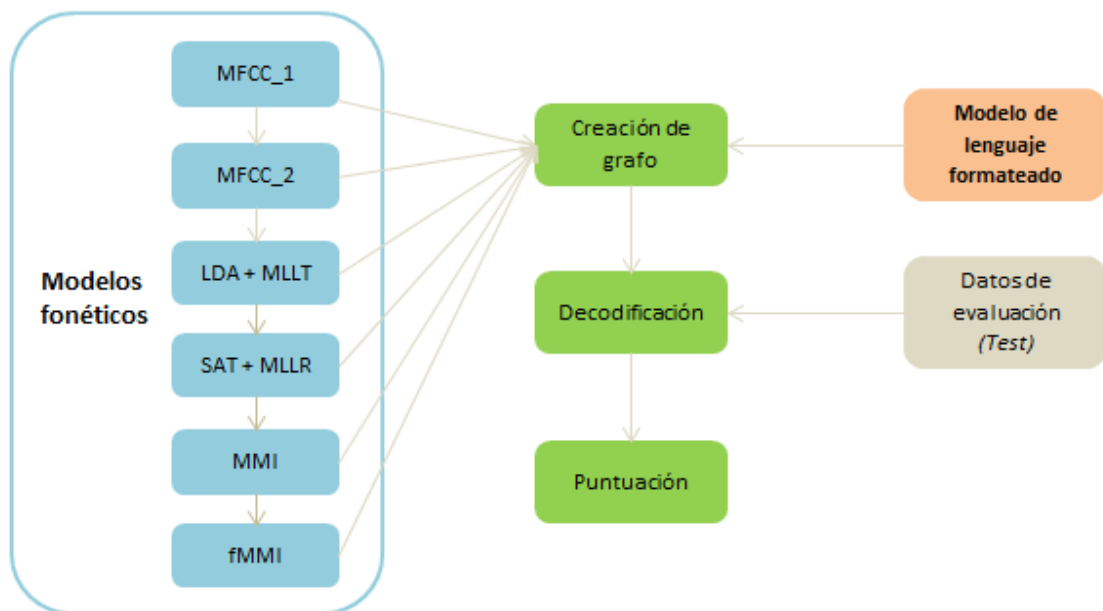 MFCC_1
MFCC_2
LDA + MLLT
Modelos
fonéticos
SAT + MLLR
MMI
fMMI
Creación de
grafo
Decodificación
Puntuación
Modelo de
lenguaje
formateado
Datos de
evaluación
(Test)